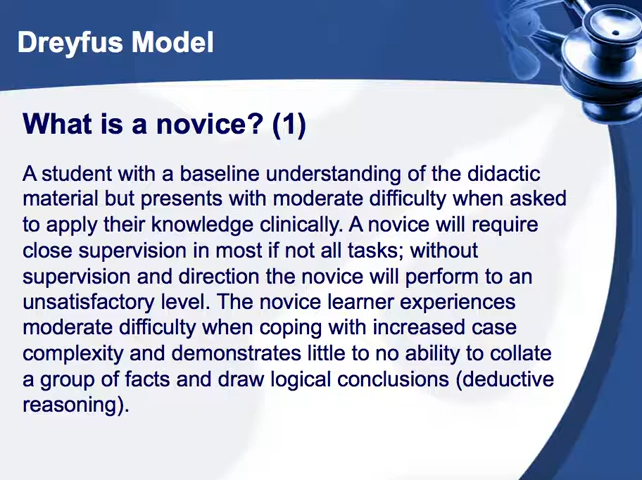 Dreyfus Model
What is a novice? (1)
A student with a baseline understanding of the didactic
material but presents with moderate difficulty when asked
to apply their knowledge clinically. A novice will require
close supervision in most if not all tasks; without
supervision and direction the novice will perform to an
unsatisfactory level. The novice learner experiences
moderate difficulty when coping with increased case
complexity and demonstrates little to no ability to collate
a group of facts and draw logical conclusions (deductive
reasoning).